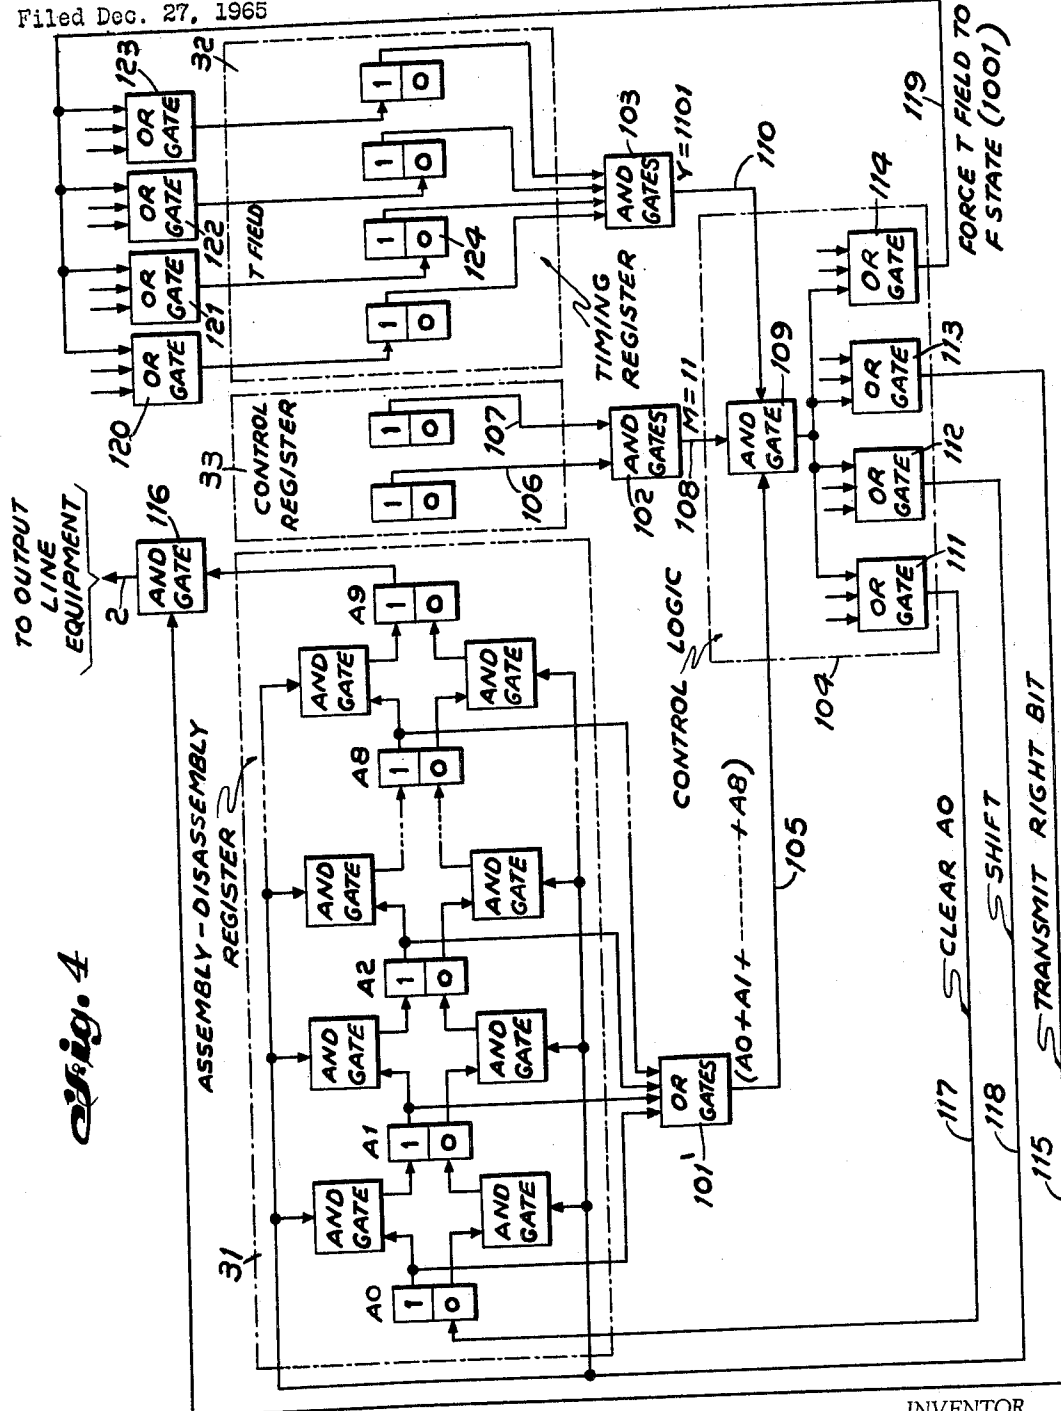 Filed Dec. 27, 1965
Fig. 4
TO OUTPUT
LINE
EQUIPMENT
2
AND
GATE
116
ASSEMBLY-DISASSEMBLY
REGISTER
31
A0
1
0
AND
GATE
AND
GATE
A1
1
0
AND
GATE
AND
GATE
A2
1
0
AND
GATE
AND
GATE
A8
1
0
AND
GATE
AND
GATE
A9
1
0
33
CONTROL
REGISTER
1
0
1
0
106
107
120
OR
GATE
121
OR
GATE
122
OR
GATE
123
OR
GATE
32
T FIELD
1
0
1
0
124
1
0
1
0
TIMING
REGISTER
101'
OR
GATES
(A0+A1+-------+A8)
105
102
AND
GATES
M=11
108
AND
GATES
103
Y=1101
110
CONTROL LOGIC
104
AND
GATE
109
OR
GATE
111
OR
GATE
112
OR
GATE
113
OR
GATE
114
117
CLEAR A0
118
SHIFT
115
TRANSMIT RIGHT BIT
119
FORCE T FIELD TO
F STATE (1001)
INVENTOR